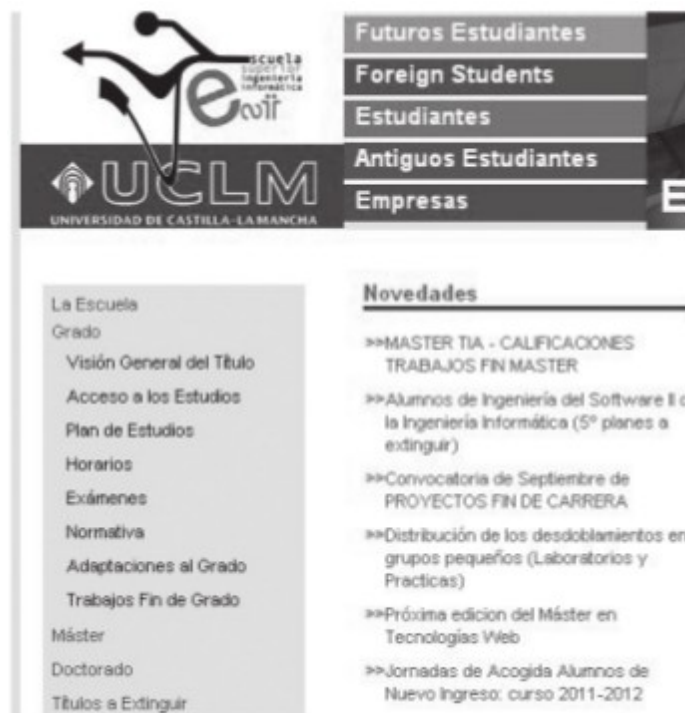 escuela
superior
ingeniería
informática
UCLM
UNIVERSIDAD DE CASTILLA-LA MANCHA
Futuros Estudiantes
Foreign Students
Estudiantes
Antiguos Estudiantes
Empresas
La Escuela
Grado
Visión General del Título
Acceso a los Estudios
Plan de Estudios
Horarios
Exámenes
Normativa
Adaptaciones al Grado
Trabajos Fin de Grado
Máster
Doctorado
Títulos a Extinguir
Novedades
>>MASTER TIA - CALIFICACIONES
TRABAJOS FIN MASTER
>>Alumnos de Ingeniería del Software II
la Ingeniería Informática (5º planes a
extinguir)
>>Convocatoria de Septiembre de
PROYECTOS FIN DE CARRERA
>>Distribución de los desdoblamientos en
grupos pequeños (Laboratorios y
Practicas)
>>Próxima edicion del Máster en
Tecnologías Web
>>Jornadas de Acogida Alumnos de
Nuevo Ingreso: curso 2011-2012